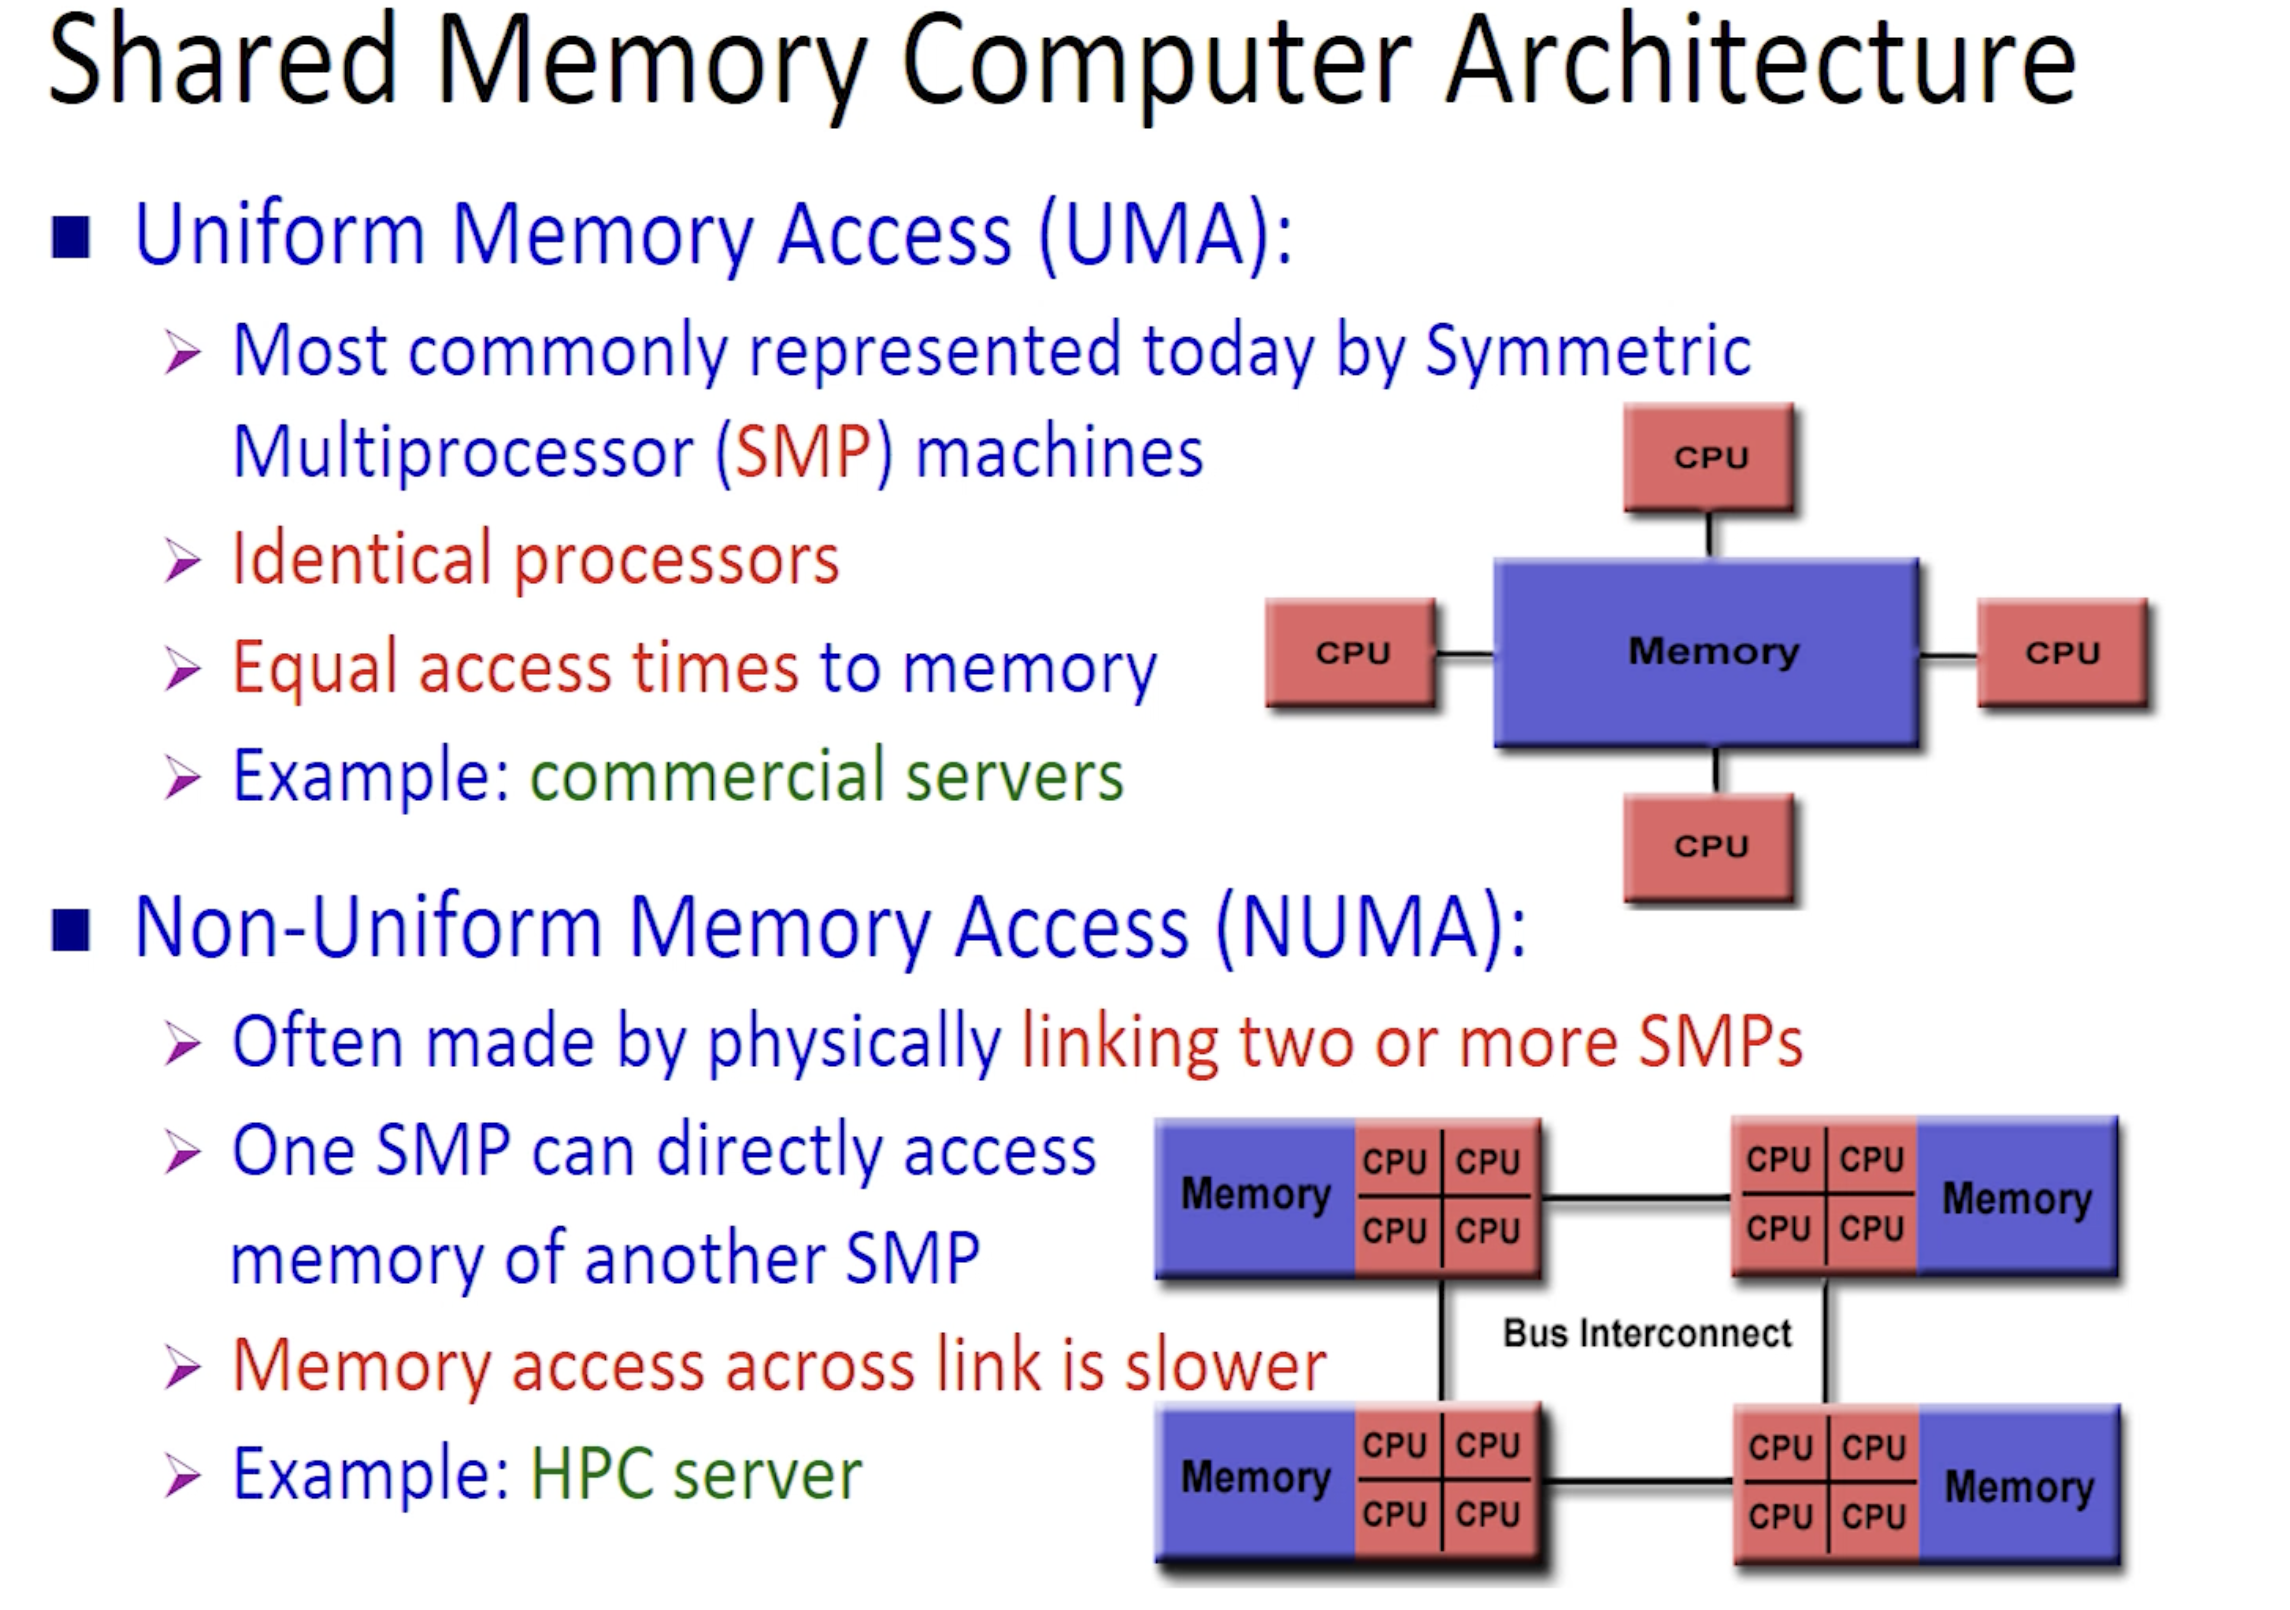 Shared Memory Computer Architecture
Uniform Memory Access (UMA):
Most commonly represented today by Symmetric
Multiprocessor (SMP) machines
Identical processors
Equal access times to memory
Example: commercial servers
CPU
CPU
Memory
CPU
CPU
Non-Uniform Memory Access (NUMA):
Often made by physically linking two or more SMPs
One SMP can directly access
memory of another SMP
Memory access across link is slower
Example: HPC server
Memory
CPU CPU
CPU CPU
CPU CPU
CPU CPU
Memory
Bus Interconnect
Memory
CPU CPU
CPU CPU
CPU CPU
CPU CPU
Memory